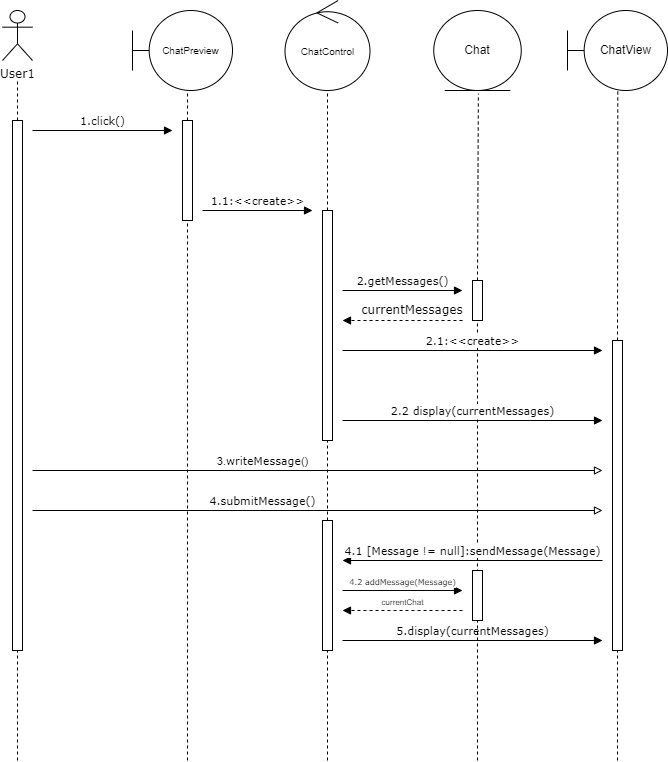 User1
ChatPreview
ChatControl
Chat
ChatView
1.click()
1.1:<<create>>
2.getMessages()
currentMessages
2.1:<<create>>
2.2 display(currentMessages)
3.writeMessage()
4.submitMessage()
4.1 [Message != null]:sendMessage(Message)
4.2 addMessage(Message)
currentChat
5.display(currentMessages)